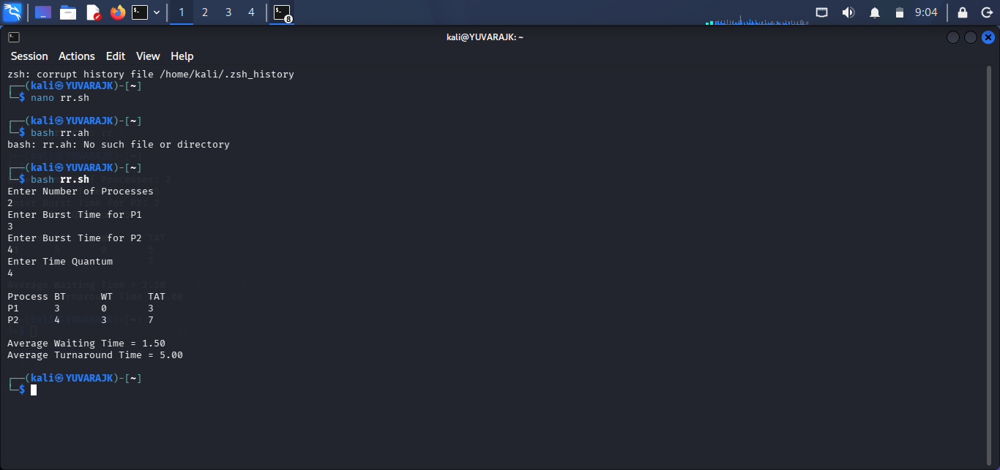 1 2 3 4 8 9:04
kali@YUVARAJK: ~
Session Actions Edit View Help
zsh: corrupt history file /home/kali/.zsh_history
┌──(kali㉿YUVARAJK)-[~]
└─$ nano rr.sh
┌──(kali㉿YUVARAJK)-[~]
└─$ bash rr.ah
bash: rr.ah: No such file or directory
┌──(kali㉿YUVARAJK)-[~]
└─$ bash rr.sh
Enter Number of Processes
2
Enter Burst Time for P1
3
Enter Burst Time for P2
4
Enter Time Quantum
4
Process BT WT TAT
P1 3 0 3
P2 4 3 7
Average Waiting Time = 1.50
Average Turnaround Time = 5.00
┌──(kali㉿YUVARAJK)-[~]
└─$